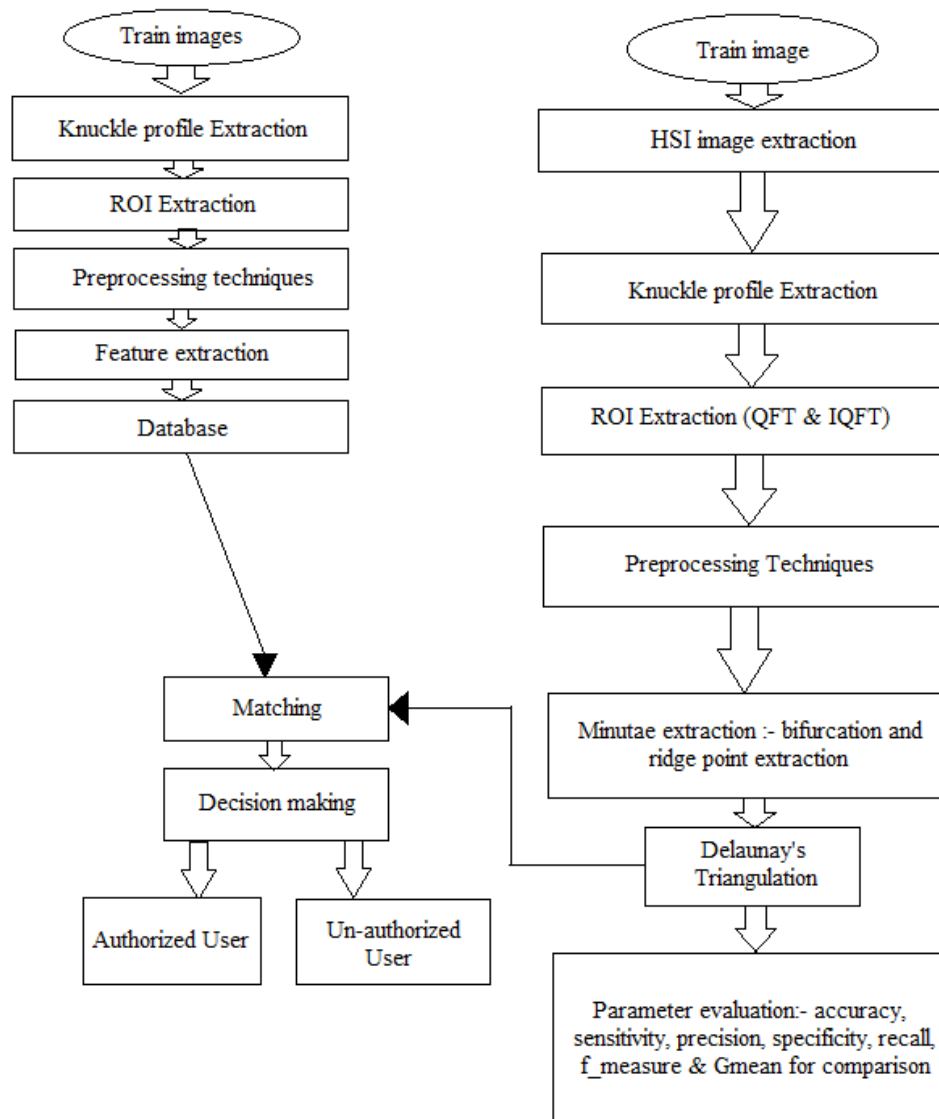 Train images
Knuckle profile Extraction
ROI Extraction
Preprocessing techniques
Feature extraction
Database
Matching
Decision making
Authorized User
Un-authorized
User
Train image
HSI image extraction
Knuckle profile Extraction
ROI Extraction (QFT & IQFT)
Preprocessing Techniques
Minutae extraction :- bifurcation and
ridge point extraction
Delaunay's
Triangulation
Parameter evaluation:- accuracy,
sensitivity, precision, specificity, recall,
f_measure & Gmean for comparison